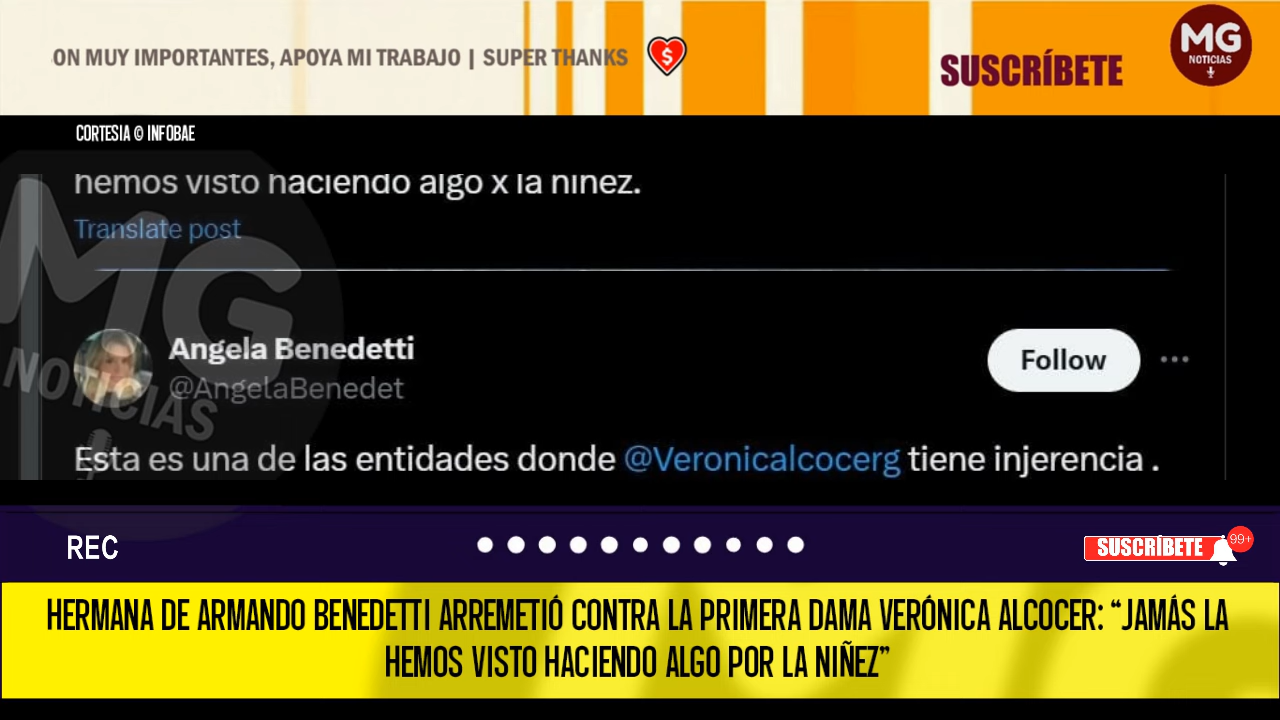 ON MUY IMPORTANTES, APOYA MI TRABAJO | SUPER THANKS
SUSCRÍBETE
MG
NOTICIAS
CORTESIA © INFOBAE
hemos visto haciendo algo x la niñez.
Translate post
MG
NOTICIAS
Angela Benedetti
@AngelaBenedet
Follow
Esta es una de las entidades donde @Veronicalcocerg tiene injerencia .
REC
SUSCRÍBETE
99+
HERMANA DE ARMANDO BENEDETTI ARREMETIÓ CONTRA LA PRIMERA DAMA VERÓNICA ALCOCER: “JAMÁS LA
HEMOS VISTO HACIENDO ALGO POR LA NIÑEZ”